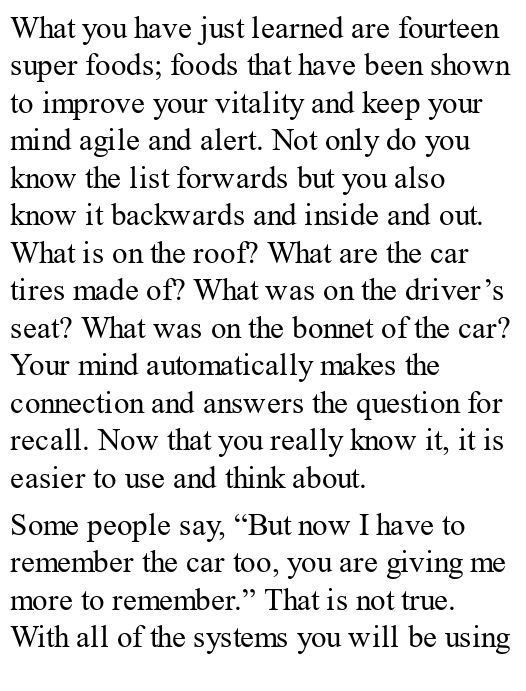 What you have just learned are fourteen
super foods; foods that have been shown
to improve your vitality and keep your
mind agile and alert. Not only do you
know the list forwards but you also
know it backwards and inside and out.
What is on the roof? What are the car
tires made of? What was on the driver’s
seat? What was on the bonnet of the car?
Your mind automatically makes the
connection and answers the question for
recall. Now that you really know it, it is
easier to use and think about.
Some people say, “But now I have to
remember the car too, you are giving me
more to remember.” That is not true.
With all of the systems you will be using